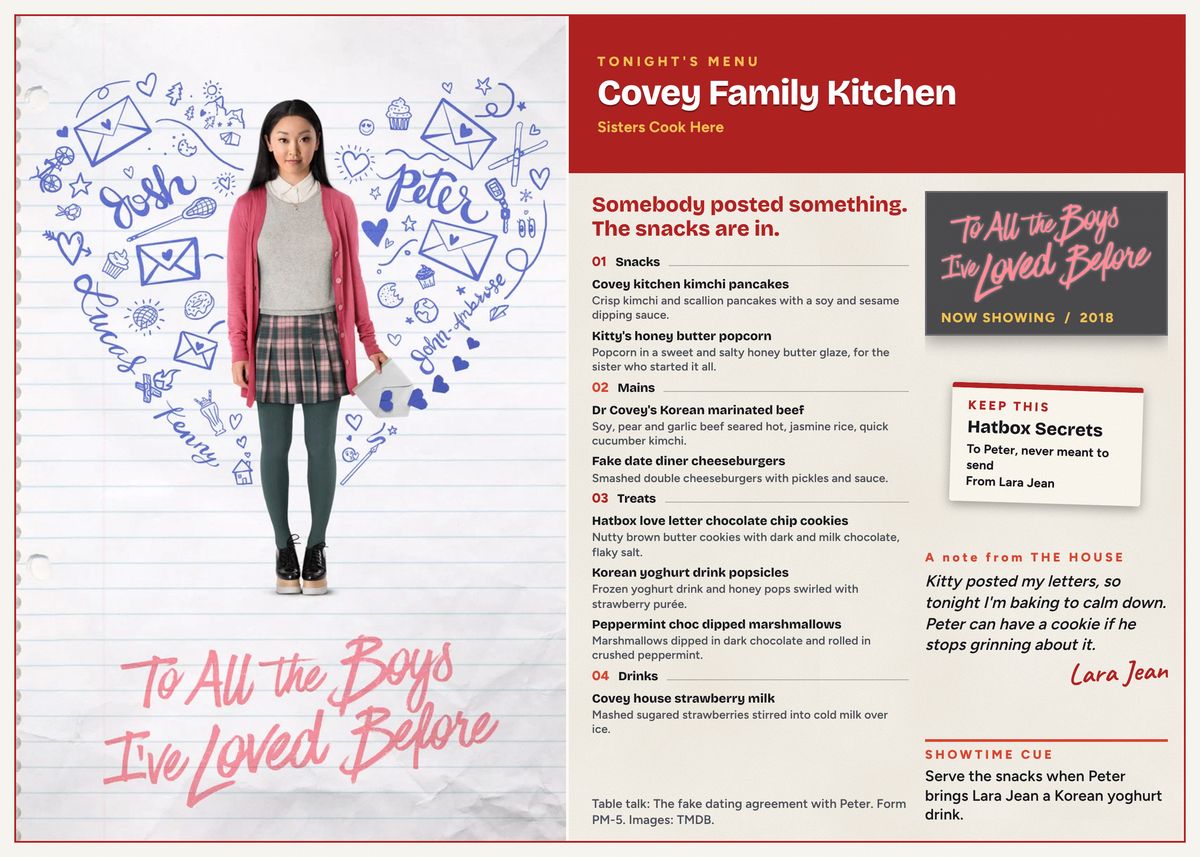 Josh
Peter
Lucas
John Ambrose
Kenny
To All the Boys
I've Loved Before
TONIGHT'S MENU
Covey Family Kitchen
Sisters Cook Here
Somebody posted something.
The snacks are in.
01 Snacks
Covey kitchen kimchi pancakes
Crisp kimchi and scallion pancakes with a soy and sesame
dipping sauce.
Kitty's honey butter popcorn
Popcorn in a sweet and salty honey butter glaze, for the
sister who started it all.
02 Mains
Dr Covey's Korean marinated beef
Soy, pear and garlic beef seared hot, jasmine rice, quick
cucumber kimchi.
Fake date diner cheeseburgers
Smashed double cheeseburgers with pickles and sauce.
03 Treats
Hatbox love letter chocolate chip cookies
Nutty brown butter cookies with dark and milk chocolate,
flaky salt.
Korean yoghurt drink popsicles
Frozen yoghurt drink and honey pops swirled with
strawberry purée.
Peppermint choc dipped marshmallows
Marshmallows dipped in dark chocolate and rolled in
crushed peppermint.
04 Drinks
Covey house strawberry milk
Mashed sugared strawberries stirred into cold milk over
ice.
Table talk: The fake dating agreement with Peter. Form
PM-5. Images: TMDB.
To All the Boys
I've Loved Before
NOW SHOWING / 2018
KEEP THIS
Hatbox Secrets
To Peter, never meant to
send
From Lara Jean
A note from THE HOUSE
Kitty posted my letters, so
tonight I'm baking to calm down.
Peter can have a cookie if he
stops grinning about it.
Lara Jean
SHOWTIME CUE
Serve the snacks when Peter
brings Lara Jean a Korean yoghurt
drink.